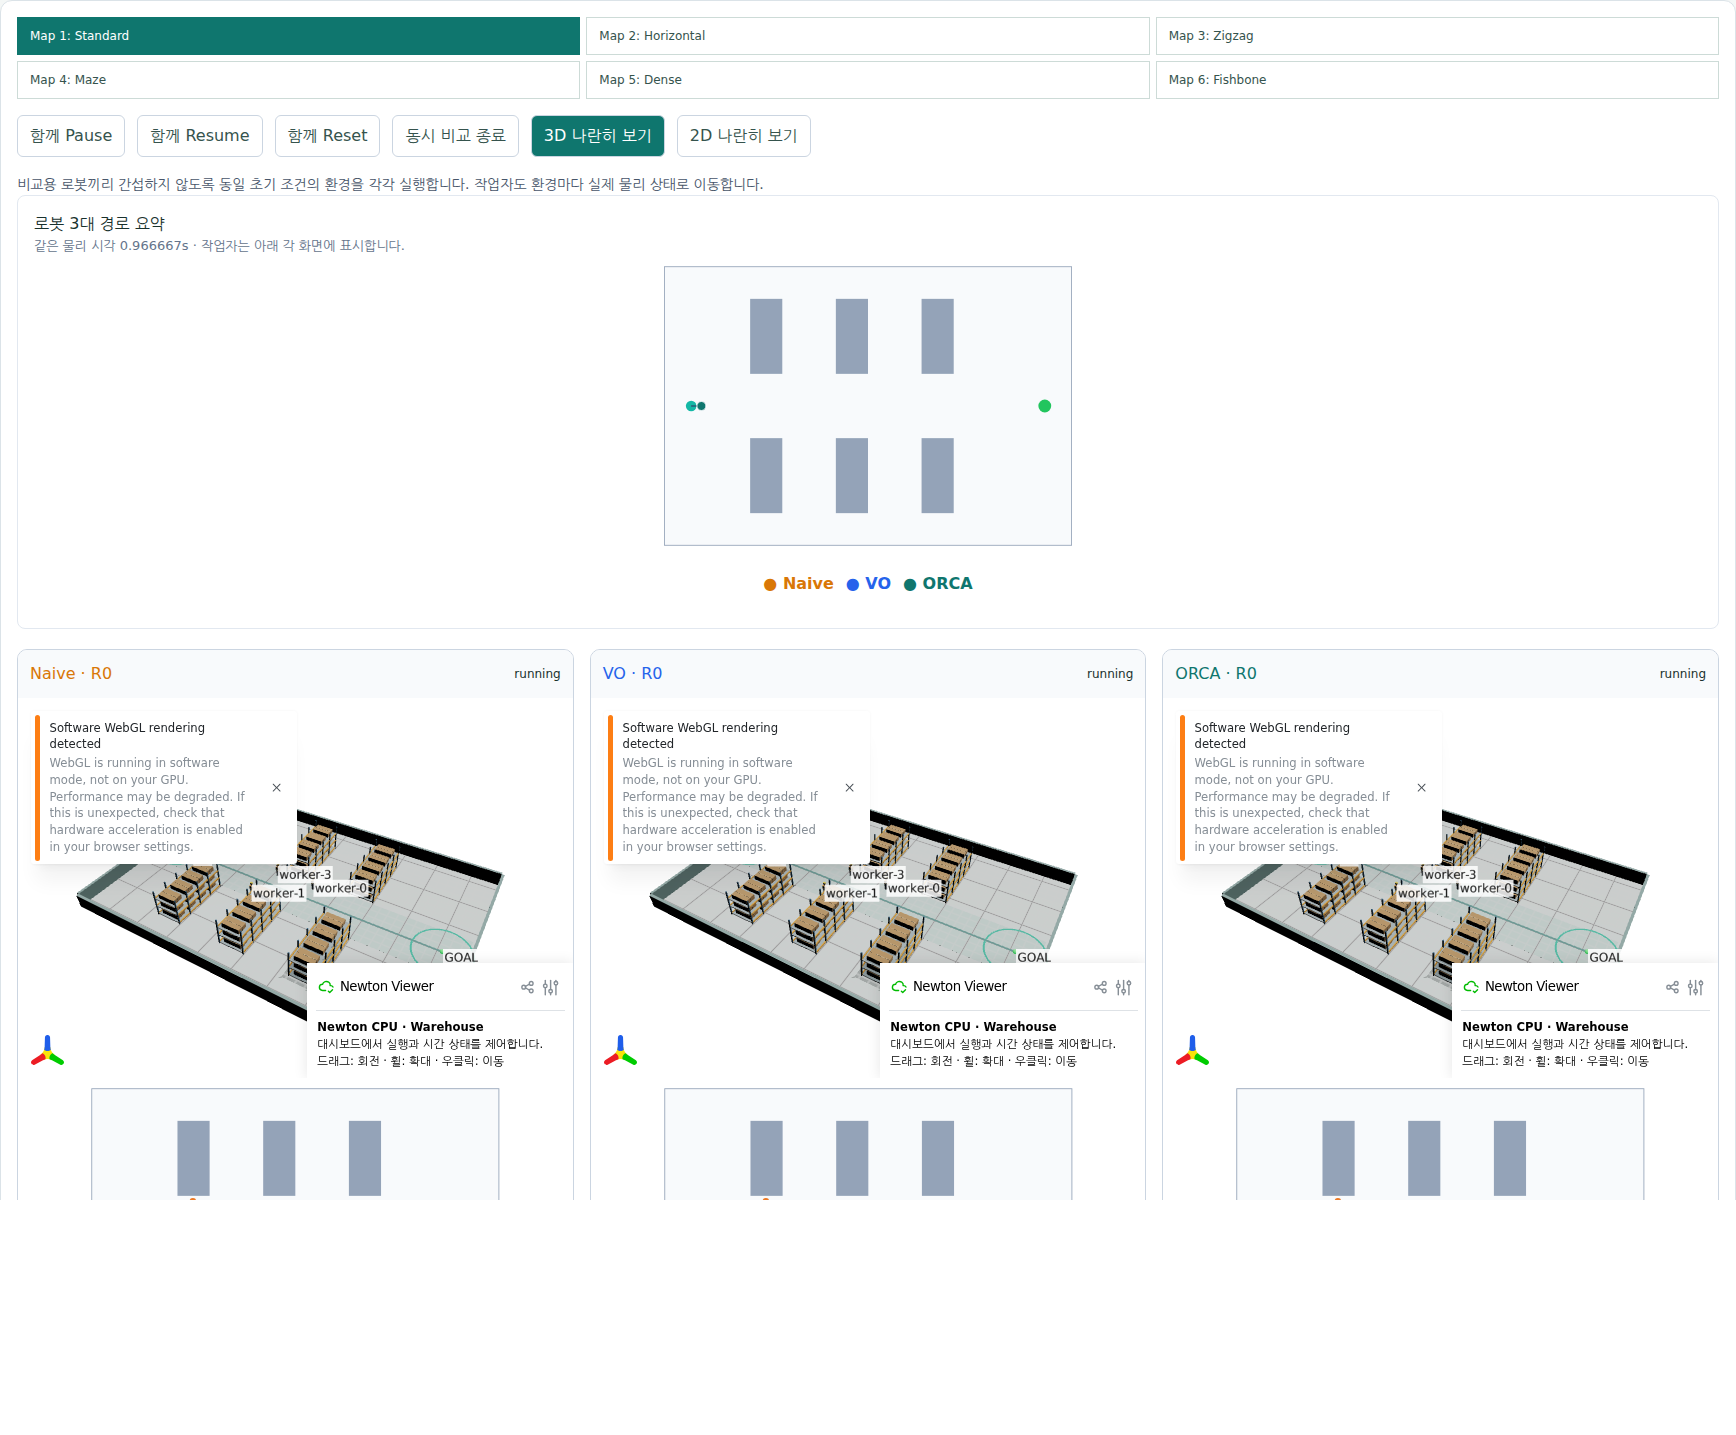 Map 1: Standard
Map 2: Horizontal
Map 3: Zigzag
Map 4: Maze
Map 5: Dense
Map 6: Fishbone
함께 Pause
함께 Resume
함께 Reset
동시 비교 종료
3D 나란히 보기
2D 나란히 보기
비교용 로봇끼리 간섭하지 않도록 동일 초기 조건의 환경을 각각 실행합니다. 작업자도 환경마다 실제 물리 상태로 이동합니다.
로봇 3대 경로 요약
같은 물리 시각 0.966667s · 작업자는 아래 각 화면에 표시합니다.
● Naive ● VO ● ORCA
Naive · R0
running
Software WebGL rendering
detected
WebGL is running in software
mode, not on your GPU.
Performance may be degraded. If
this is unexpected, check that
hardware acceleration is enabled
in your browser settings.
worker-3
worker-1
worker-0
GOAL
Newton Viewer
Newton CPU · Warehouse
대시보드에서 실행과 시간 상태를 제어합니다.
드래그: 회전 · 휠: 확대 · 우클릭: 이동
VO · R0
running
Software WebGL rendering
detected
WebGL is running in software
mode, not on your GPU.
Performance may be degraded. If
this is unexpected, check that
hardware acceleration is enabled
in your browser settings.
worker-3
worker-1
worker-0
GOAL
Newton Viewer
Newton CPU · Warehouse
대시보드에서 실행과 시간 상태를 제어합니다.
드래그: 회전 · 휠: 확대 · 우클릭: 이동
ORCA · R0
running
Software WebGL rendering
detected
WebGL is running in software
mode, not on your GPU.
Performance may be degraded. If
this is unexpected, check that
hardware acceleration is enabled
in your browser settings.
worker-3
worker-1
worker-0
GOAL
Newton Viewer
Newton CPU · Warehouse
대시보드에서 실행과 시간 상태를 제어합니다.
드래그: 회전 · 휠: 확대 · 우클릭: 이동